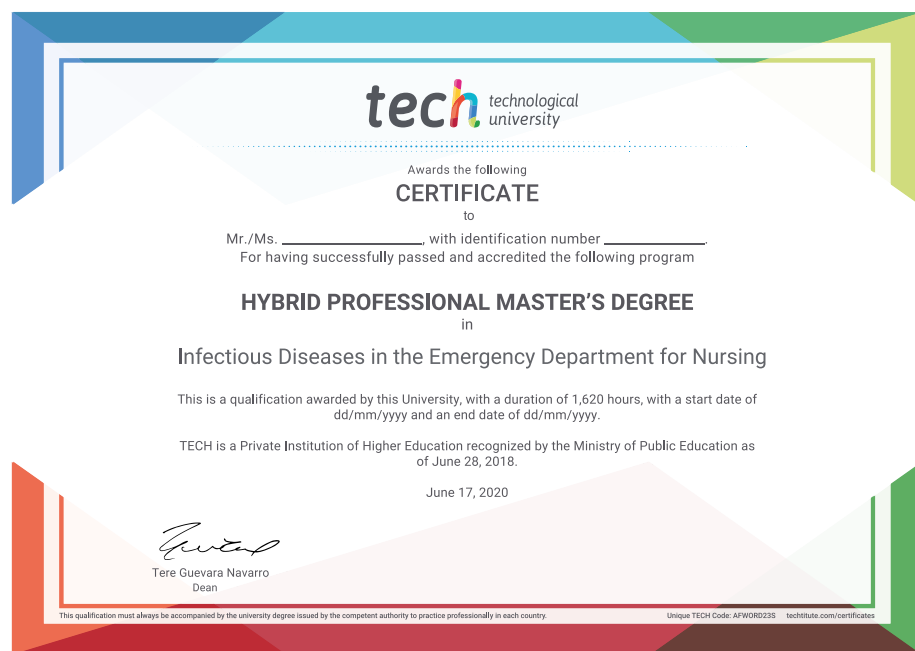 tech technological
university
Awards the following
CERTIFICATE
to
Mr./Ms. ____________________, with identification number ______________.
For having successfully passed and accredited the following program
HYBRID PROFESSIONAL MASTER'S DEGREE
in
Infectious Diseases in the Emergency Department for Nursing
This is a qualification awarded by this University, with a duration of 1,620 hours, with a start date of
dd/mm/yyyy and an end date of dd/mm/yyyy.
TECH is a Private Institution of Higher Education recognized by the Ministry of Public Education as
of June 28, 2018.
June 17, 2020
Tere Guevara Navarro
Dean
This qualification must always be accompanied by the university degree issued by the competent authority to practice professionally in each country. Unique TECH Code: AFWORD23S techtitute.com/certificates